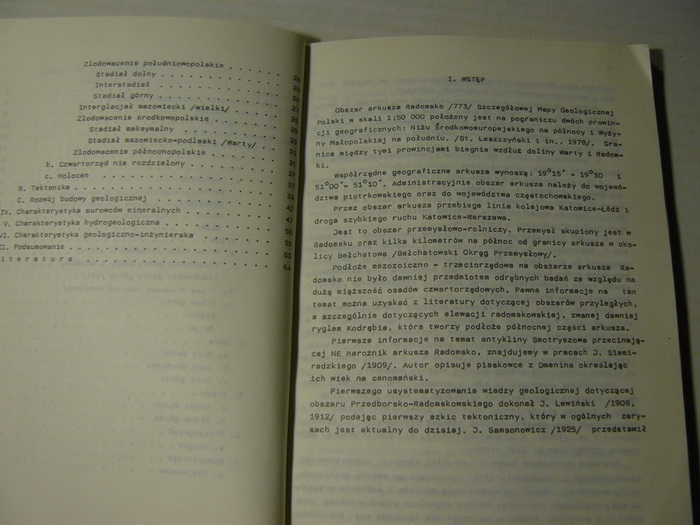 Zlodowacenie południowopolskie . . . . . .
Stadiał dolny . . . . . . . . . . .
Interstadiał . . . . . . . . . . .
Stadiał górny . . . . . . . . . . .
Interglacjał mazowiecki /wielki/ . . . . .
Zlodowacenie środkowopolskie . . . . . . .
Stadiał maksymalny . . . . . . . .
Stadiał mazowiecko-podlaski /Warty/ . .
Zlodowacenie północnopolskie . . . . . . .
b. Czwartorzęd nie rozdzielony . . . . . .
c. Holocen . . . . . . . . . . . . . 37
B. Tektonika . . . . . . . . . . . . .
C. Rozwój budowy geologicznej . . . . . . .
IV. Charakterystyka surowców mineralnych . . . . . 47
V. Charakterystyka hydrogeologiczna . . . . . .
VI. Charakterystyka geologiczno-inżynierska . . . .
II. Podsumowanie . . . . . . . . . . . . .
iteratura . . . . . . . . . . . . . 64
I. WSTĘP
Obszar arkusza Radomsko /773/ Szczegółowej Mapy Geologicznej
Polski w skali 1:50 000 położony jest na pograniczu dwóch prowin-
cji geograficznych: Niżu Środkowoeuropejskiego na północy i Wyży-
ny Małopolskiej na południu. /St. Leszczyński i in., 1978/. Gra-
nica między tymi prowincjami biegnie wzdłuż doliny Warty i Radom-
ki.
Współrzędne geograficzne arkusza wynoszą: 19°15' - 19°30 i
51°00' - 51°10'. Administracyjnie obszar arkusza należy do wojewó-
dztwa piotrkowskiego oraz do województwa częstochowskiego.
Przez obszar arkusza przebiega linia kolejowa Katowice-Łódź i
droga szybkiego ruchu Katowice-Warszawa.
Jest to obszar przemysłowo-rolniczy. Przemysł skupiony jest w
Radomsku oraz kilka kilometrów na północ od granicy arkusza w oko-
licy Bełchatowa /Bełchatowski Okręg Przemysłowy/.
Podłoże mezozoiczno - trzeciorzędowe na obszarze arkusza Ra-
domsko nie było dawniej przedmiotem odrębnych badań ze względu na
dużą miąższość osadów czwartorzędowych. Pewne informacje na ten
temat można uzyskać z literatury dotyczącej obszarów przyległych,
a szczególnie dotyczących elewacji radomskowskiej, zwanej dawniej
ryglem Kodrębia, która tworzy podłoże północnej części arkusza.
Pierwsze informacje na temat antykliny Smotryszowa przecinają-
cej NE narożnik arkusza Radomsko, znajdujemy w pracach J. Siemi-
radzkiego /1909/. Autor opisuje piaskowce z Dmenina określając
ich wiek na cenomański.
Pierwszego usystematyzowania wiedzy geologicznej dotyczącej
obszaru Przedborsko-Radomskowskiego dokonał J. Lewiński /1908,
1912/ podając pierwszy szkic tektoniczny, który w ogólnych zary-
sach jest aktualny do dzisiaj. J. Samsonowicz /1925/ przedstawił